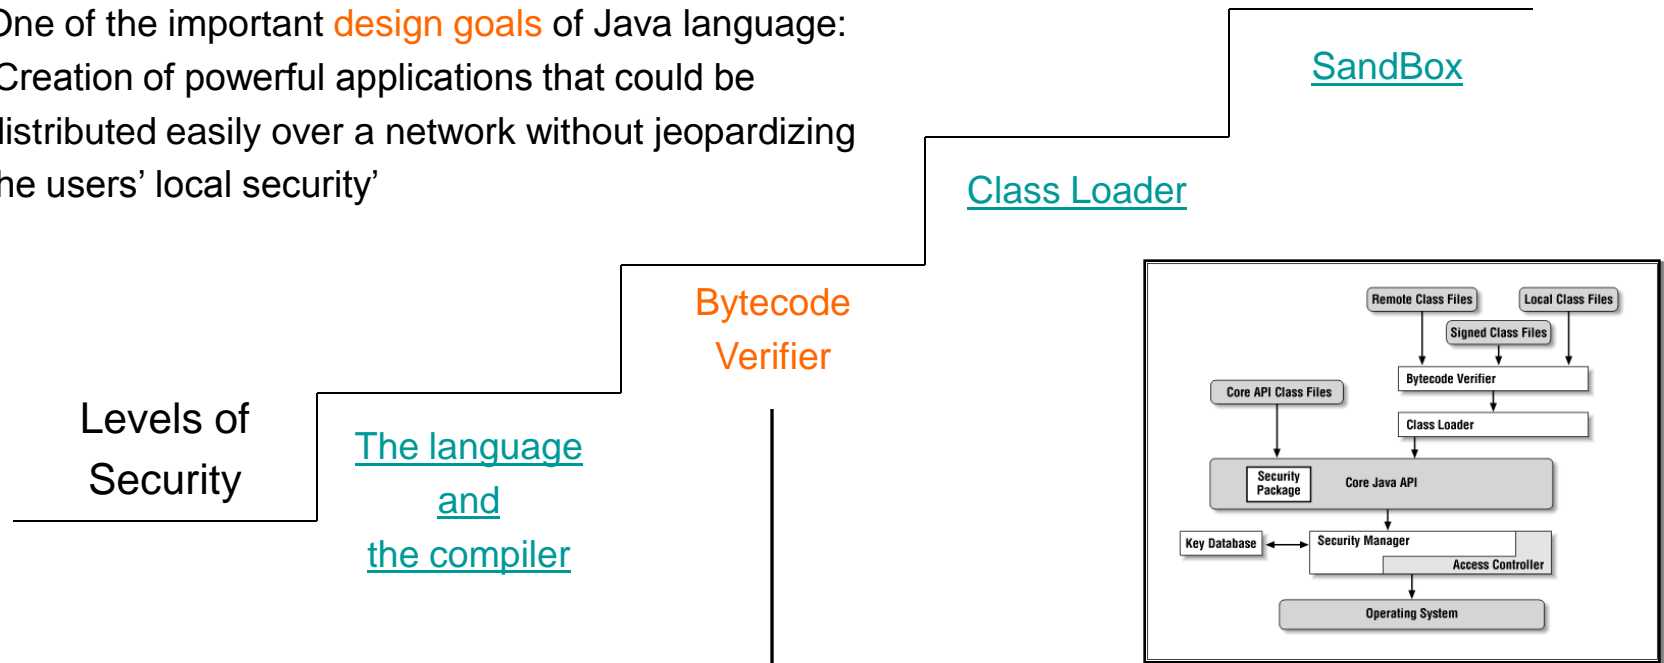 One of the important design goals of Java language:
Creation of powerful applications that could be
distributed easily over a network without jeopardizing
the users’ local security’
SandBox
Class Loader
Bytecode
Verifier
Levels of
Security
The language
and
the compiler
Remote Class Files
Local Class Files
Signed Class Files
Bytecode Verifier
Core API Class Files
Class Loader
Security
Package
Core Java API
Key Database
Security Manager
Access Controller
Operating System